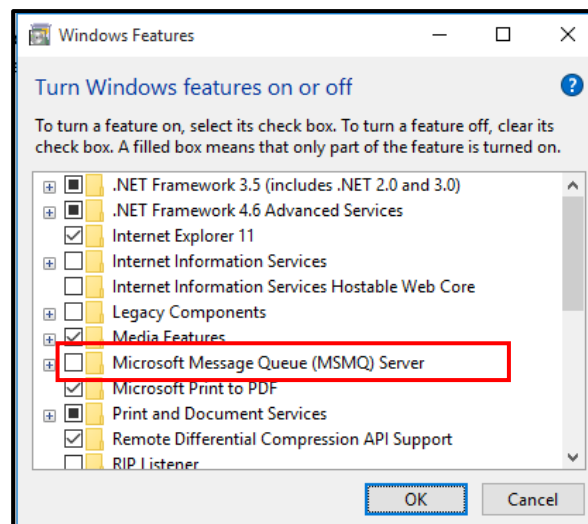 Windows Features
Turn Windows features on or off
To turn a feature on, select its check box. To turn a feature off, clear its
check box. A filled box means that only part of the feature is turned on.
.NET Framework 3.5 (includes .NET 2.0 and 3.0)
.NET Framework 4.6 Advanced Services
Internet Explorer 11
Internet Information Services
Internet Information Services Hostable Web Core
Legacy Components
Media Features
Microsoft Message Queue (MSMQ) Server
Microsoft Print to PDF
Print and Document Services
Remote Differential Compression API Support
RIP Listener
OK
Cancel